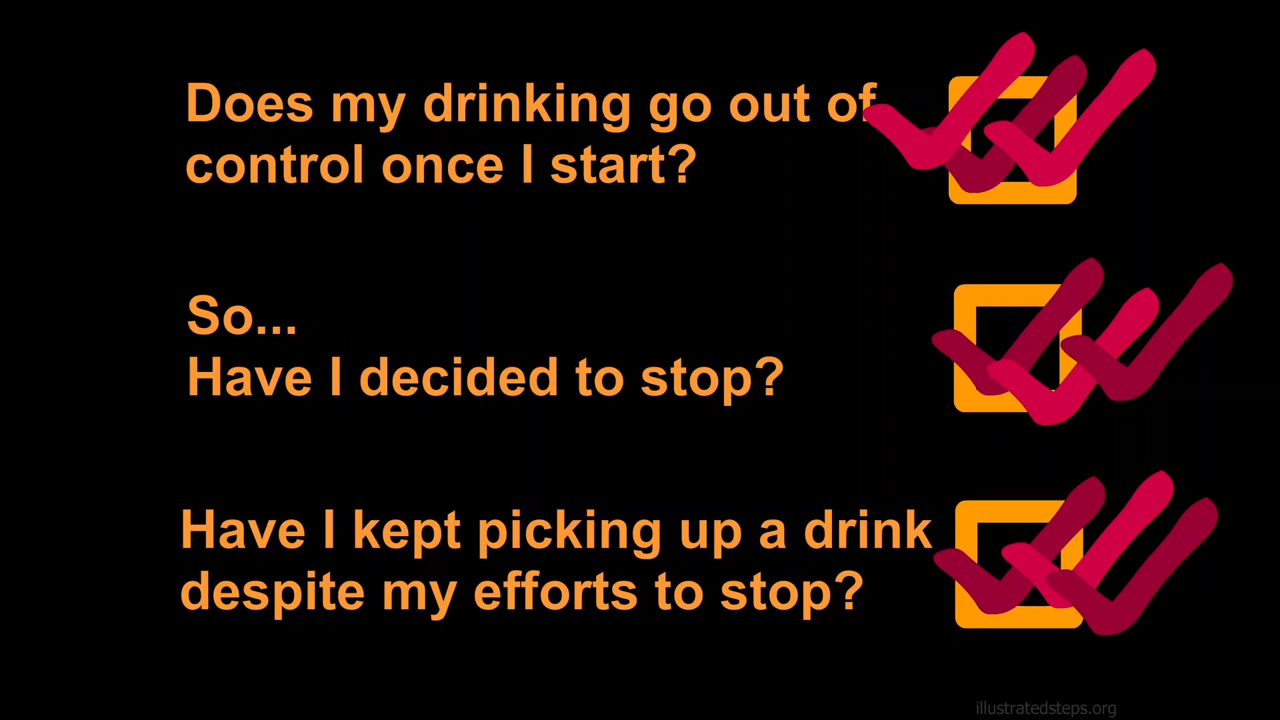 Does my drinking go out of
control once I start?
So...
Have I decided to stop?
Have I kept picking up a drink
despite my efforts to stop?
illustratedsteps.org